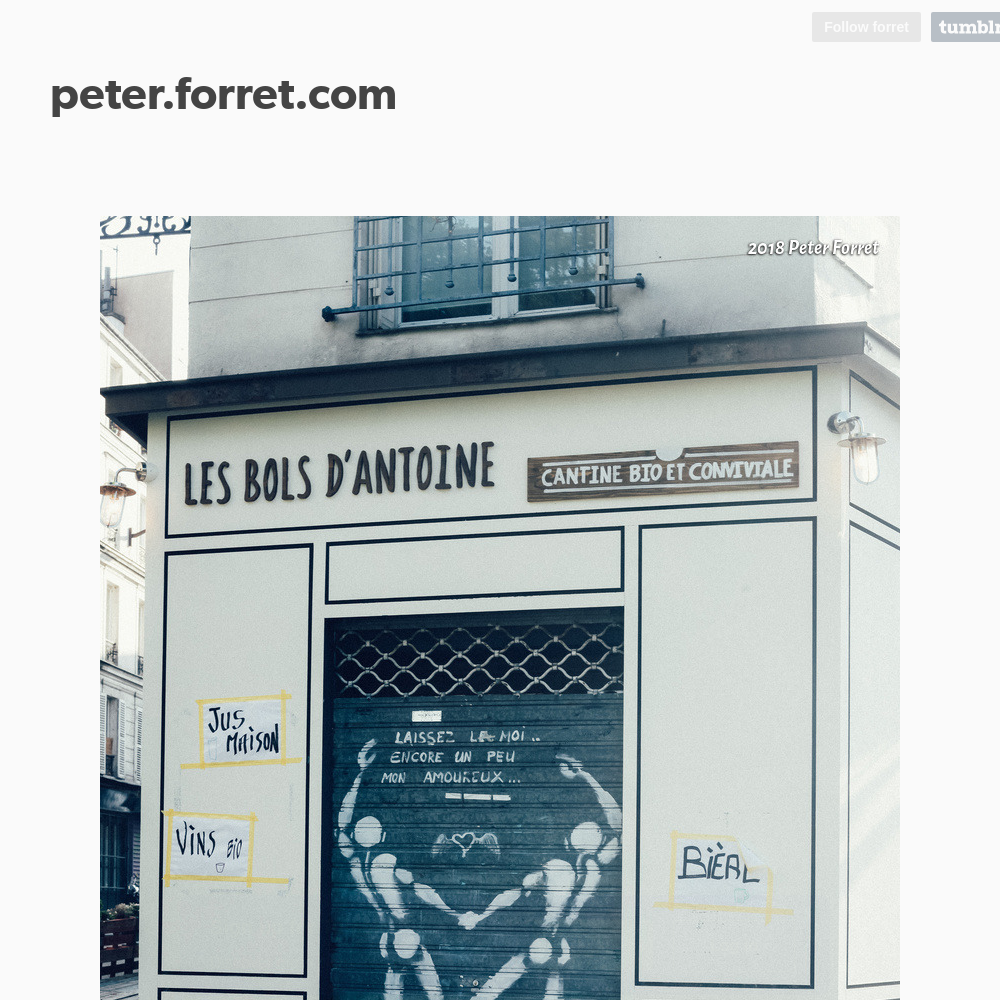 Follow forret
tumblr
peter.forret.com
2018 Peter Forret
LES BOLS D'ANTOINE
CANTINE BIO ET CONVIVIALE
JUS
MAISON
LAISSEZ LE MOI ..
ENCORE UN PEU
MON AMOUREUX ...
VINS BIO